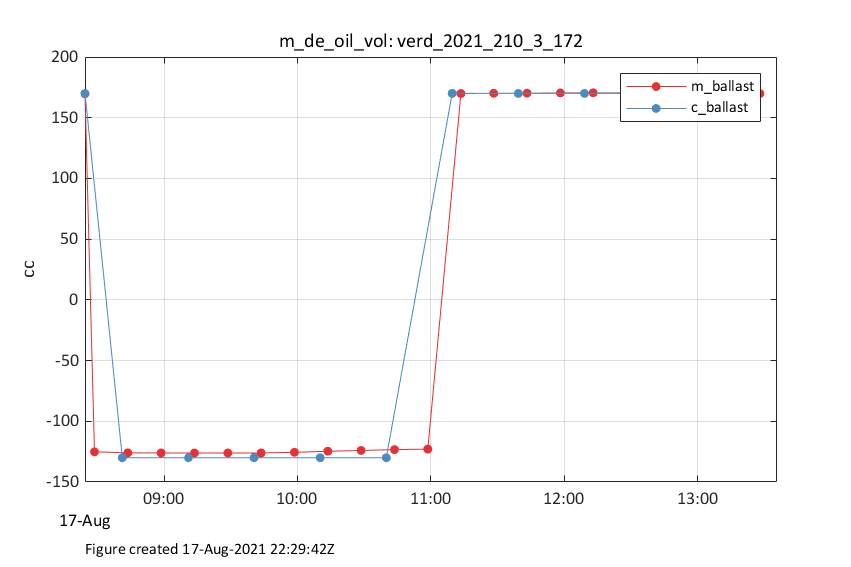 m_de_oil_vol: verd_2021_210_3_172
200
150
100
50
0
-50
-100
-150
cc
m_ballast
c_ballast
09:00 10:00 11:00 12:00 13:00
17-Aug
Figure created 17-Aug-2021 22:29:42Z